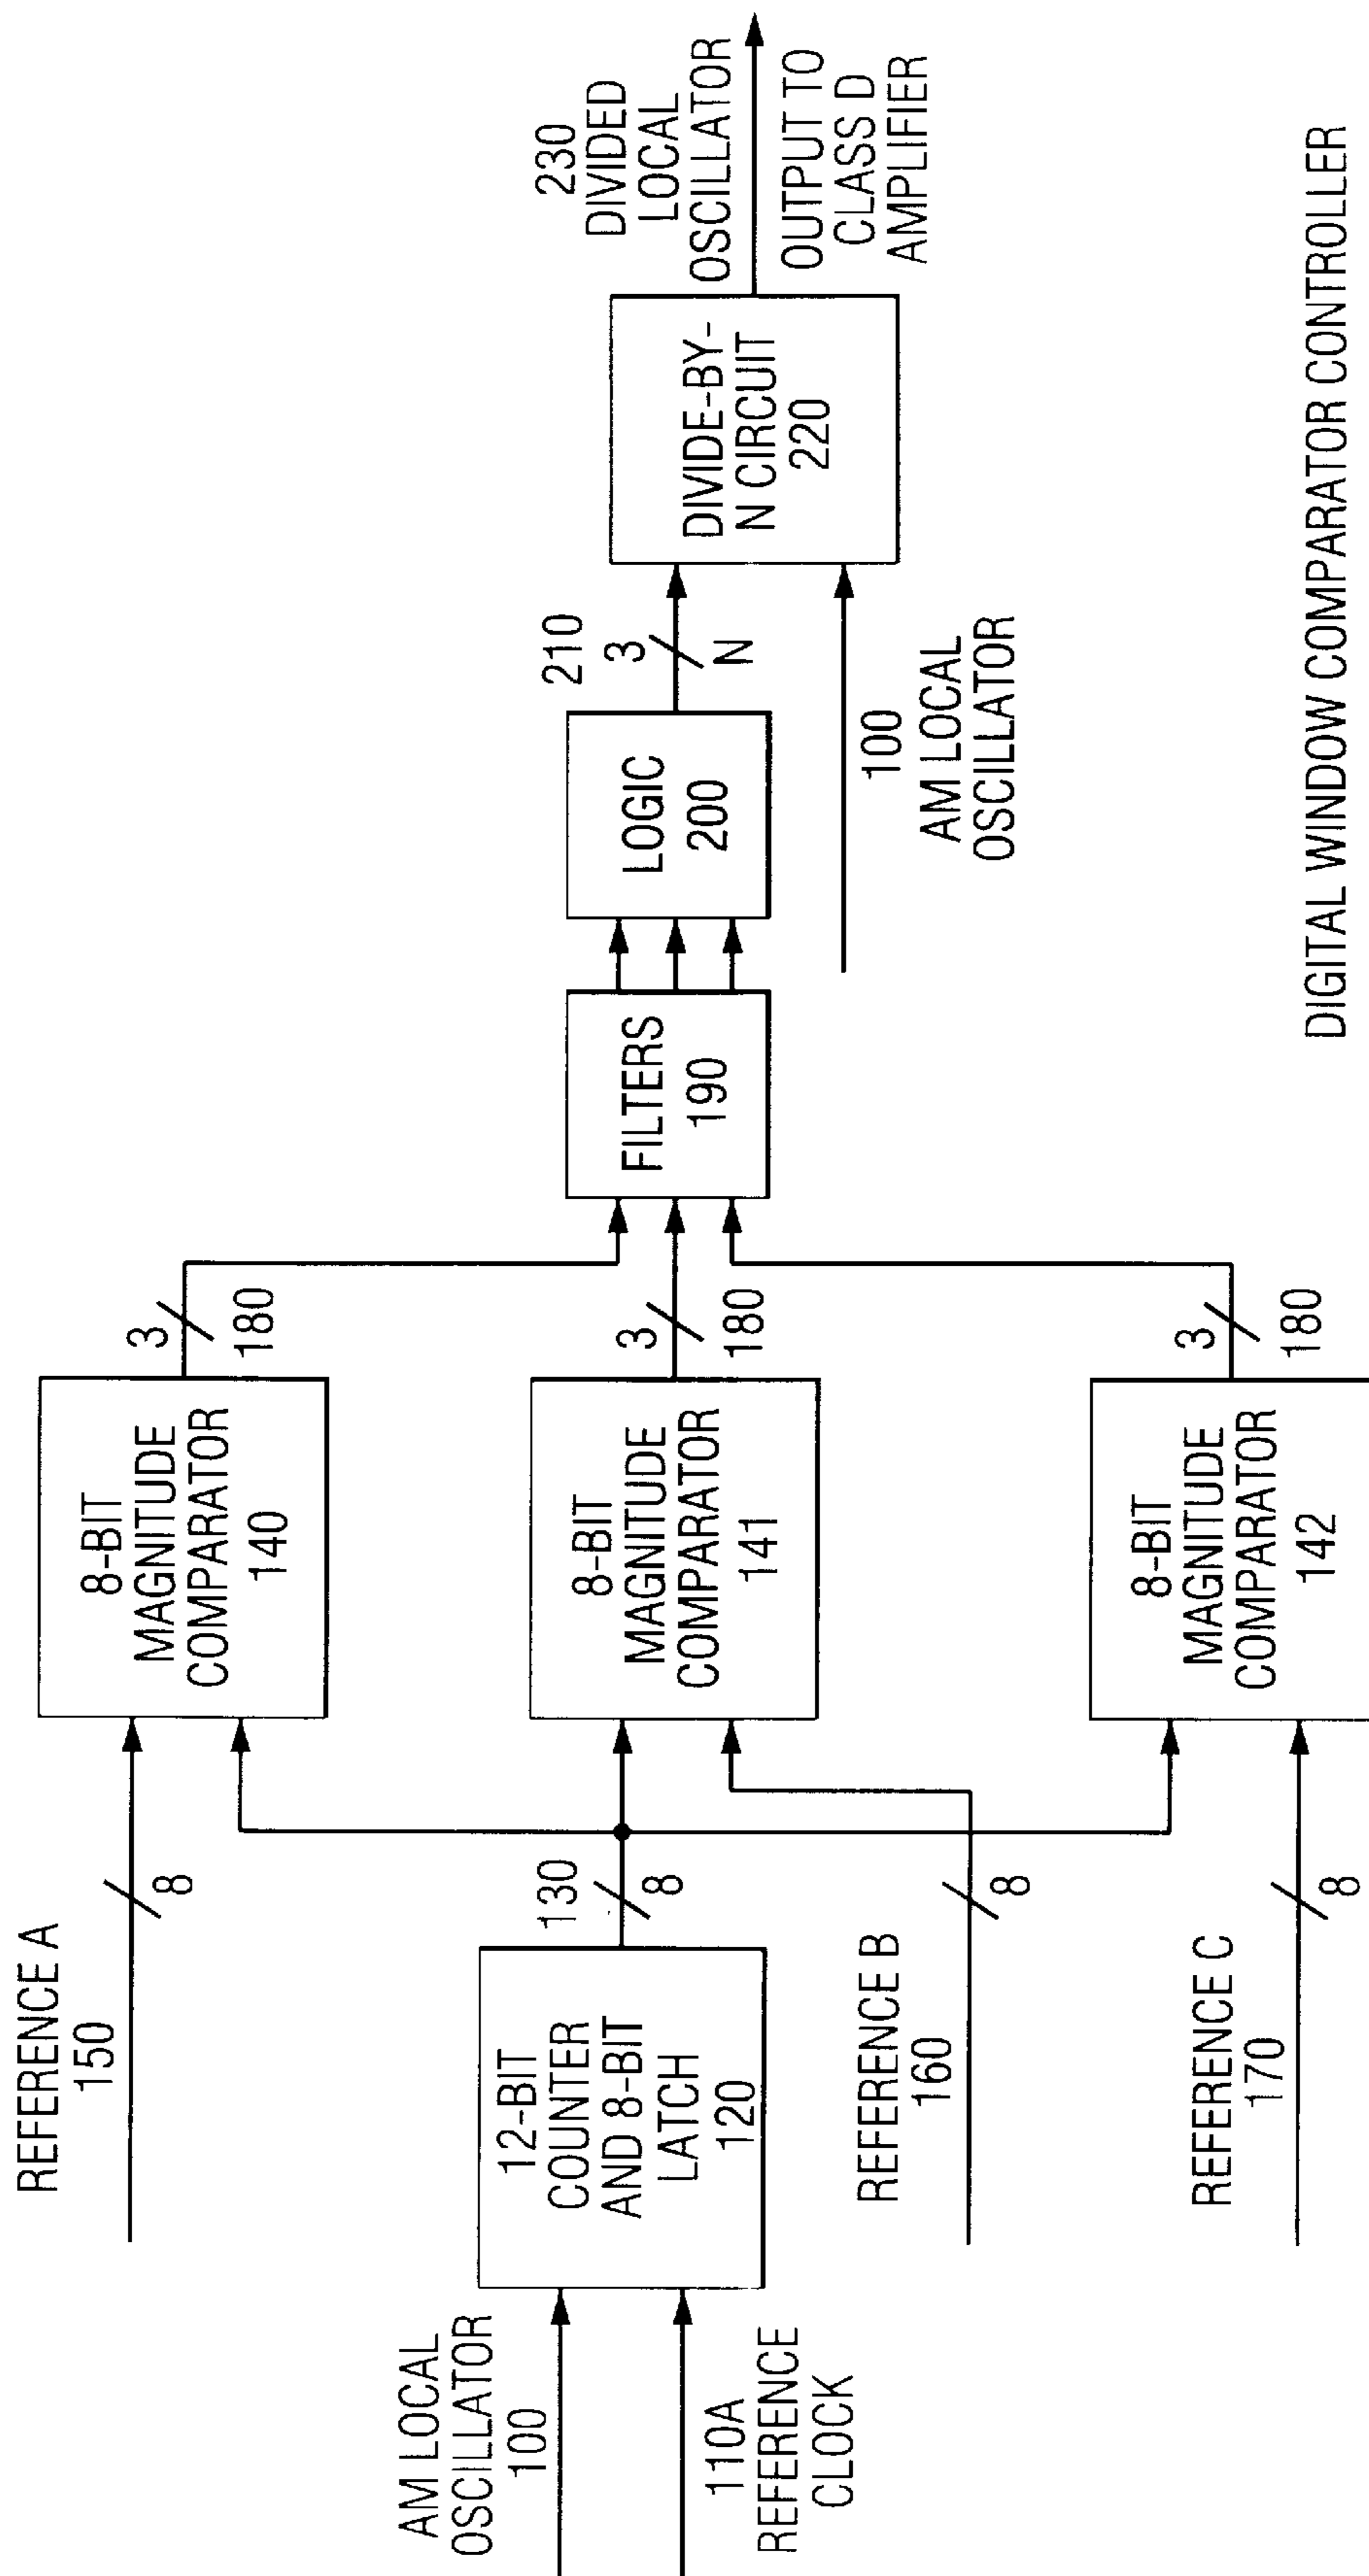 REFERENCE A
150
8
8-BIT
MAGNITUDE
COMPARATOR
140
3
180
AM LOCAL
OSCILLATOR
100
110A
REFERENCE
CLOCK
12-BIT
COUNTER
AND 8-BIT
LATCH
120
130
8
8-BIT
MAGNITUDE
COMPARATOR
141
3
180
REFERENCE B
160
8
REFERENCE C
170
8
8-BIT
MAGNITUDE
COMPARATOR
142
3
180
FILTERS
190
LOGIC
200
210
3
N
100
AM LOCAL
OSCILLATOR
DIVIDE-BY-
N CIRCUIT
220
230
DIVIDED
LOCAL
OSCILLATOR
OUTPUT TO
CLASS D
AMPLIFIER
DIGITAL WINDOW COMPARATOR CONTROLLER